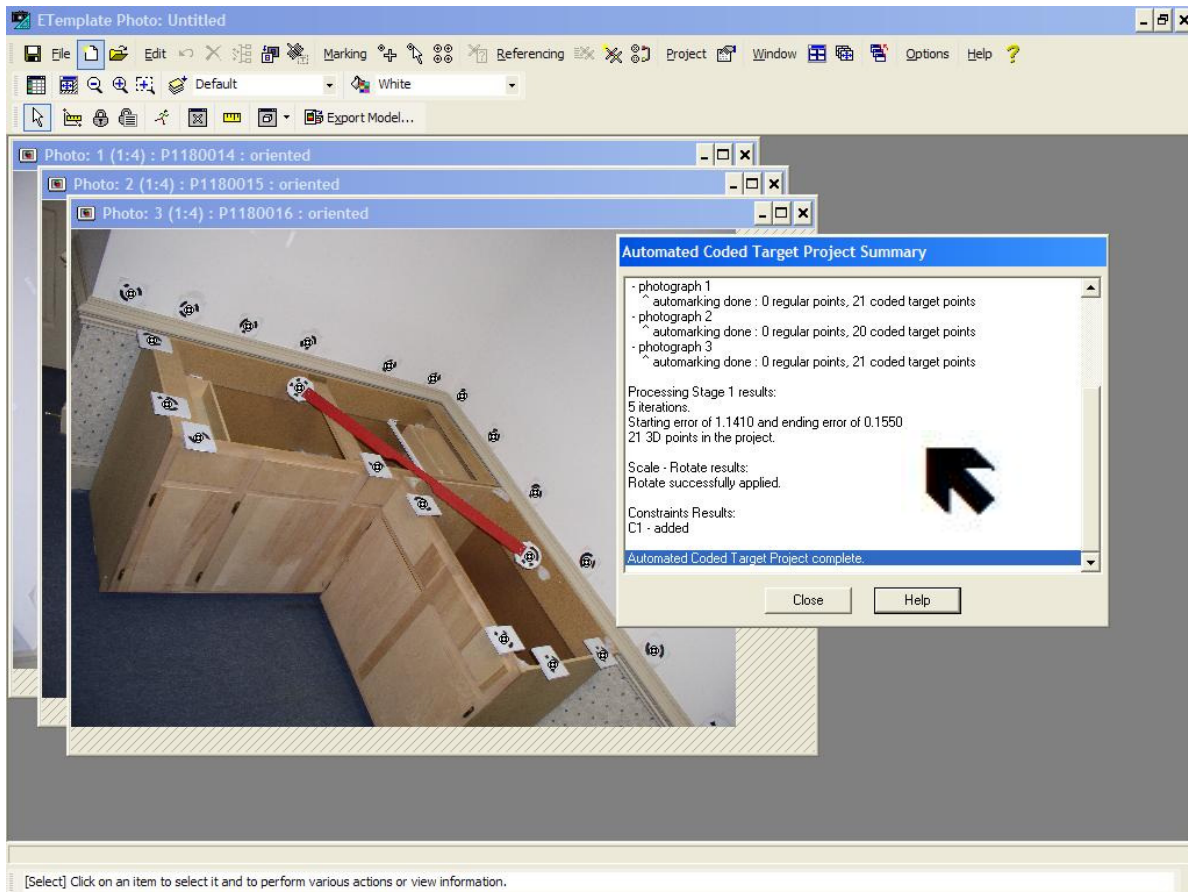 ETemplate Photo: Untitled
File Edit Marking Referencing Project Window Options Help
Default White
Export Model...
Photo: 1 (1:4) : P1180014 : oriented
Photo: 2 (1:4) : P1180015 : oriented
Photo: 3 (1:4) : P1180016 : oriented
Automated Coded Target Project Summary
- photograph 1
^ automarking done : 0 regular points, 21 coded target points
- photograph 2
^ automarking done : 0 regular points, 20 coded target points
- photograph 3
^ automarking done : 0 regular points, 21 coded target points
Processing Stage 1 results:
5 iterations.
Starting error of 1.1410 and ending error of 0.1550
21 3D points in the project.
Scale - Rotate results:
Rotate successfully applied.
Constraints Results:
C1 - added
Automated Coded Target Project complete.
Close Help
[Select] Click on an item to select it and to perform various actions or view information.